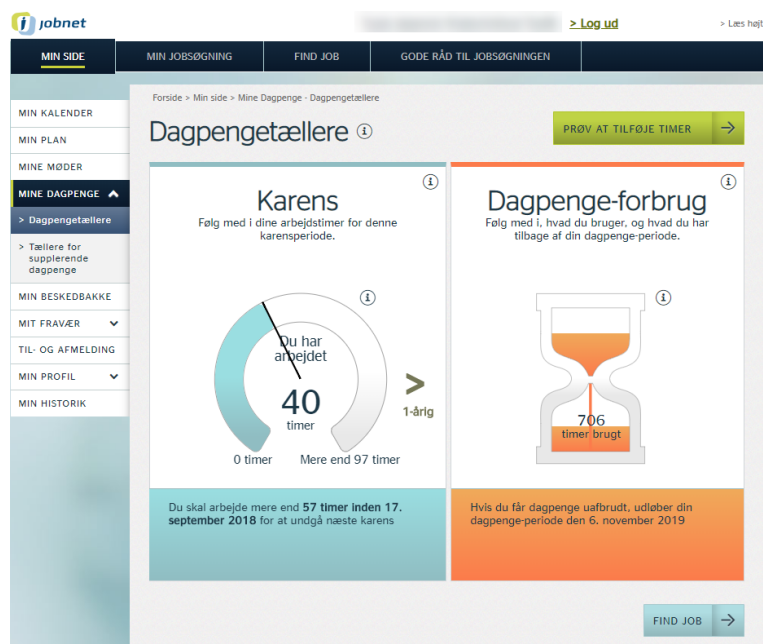 jobnet
> Log ud
> Læs højt
MIN SIDE
MIN JOBSØGNING
FIND JOB
GODE RÅD TIL JOBSØGNINGEN
MIN KALENDER
MIN PLAN
MINE MØDER
MINE DAGPENGE
> Dagpengetællere
> Tællere for
supplerende
dagpenge
MIN BESKEDBAKKE
MIT FRAVÆR
TIL- OG AFMELDING
MIN PROFIL
MIN HISTORIK
Forside > Min side > Mine Dagpenge - Dagpengetællere
Dagpengetællere
PRØV AT TILFØJE TIMER
Karens
Følg med i dine arbejdstimer for denne
karensperiode.
Du har
arbejdet
40
timer
0 timer
Mere end 97 timer
>
1-årig
Du skal arbejde mere end 57 timer inden 17.
september 2018 for at undgå næste karens
Dagpenge-forbrug
Følg med i, hvad du bruger, og hvad du har
tilbage af din dagpenge-periode.
706
timer brugt
Hvis du får dagpenge uafbrudt, udløber din
dagpenge-periode den 6. november 2019
FIND JOB